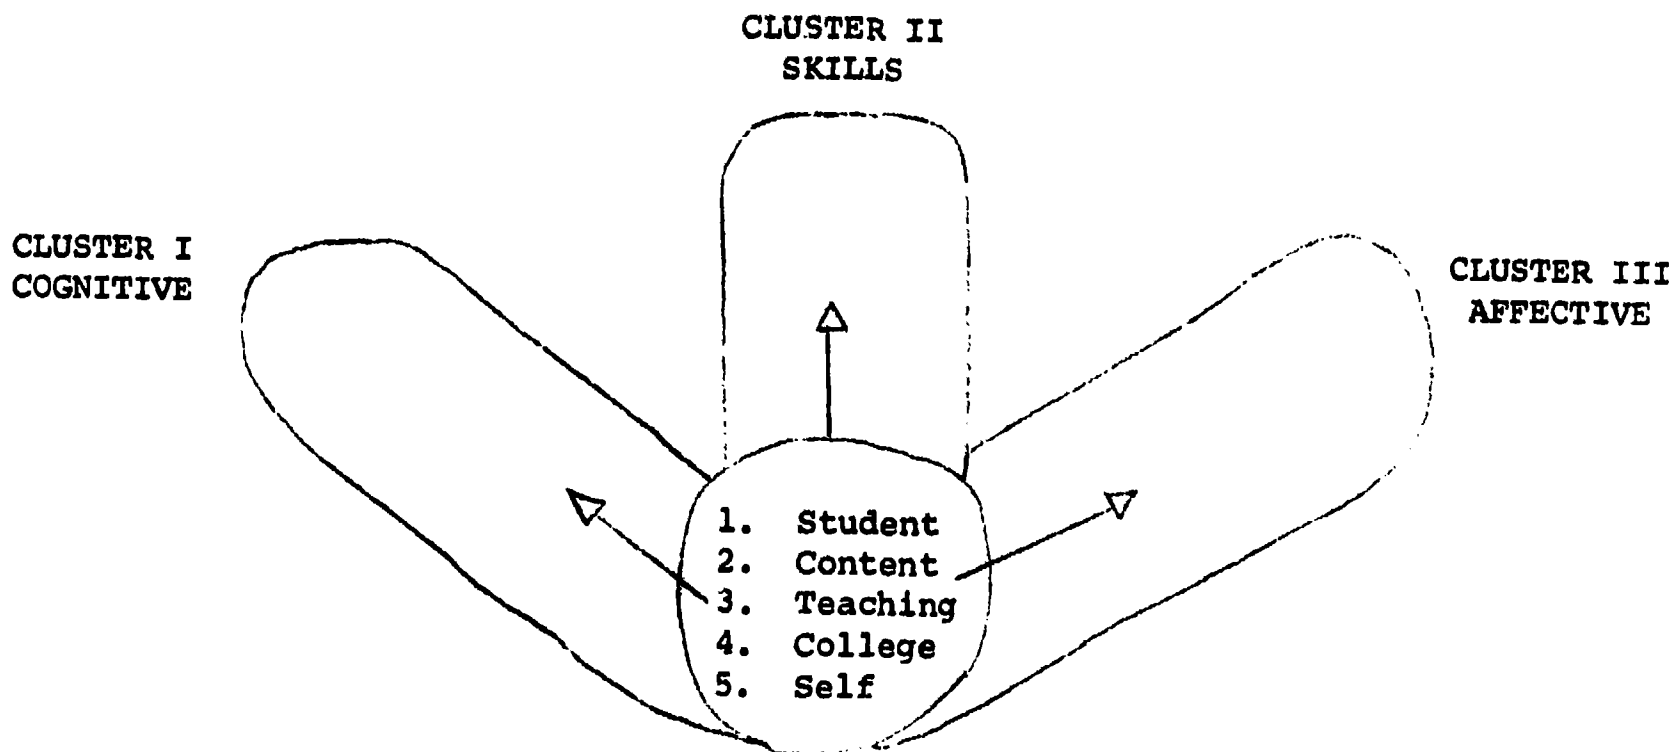 CLUSTER II
SKILLS
CLUSTER I
COGNITIVE
CLUSTER III
AFFECTIVE
1. Student
2. Content
3. Teaching
4. College
5. Self